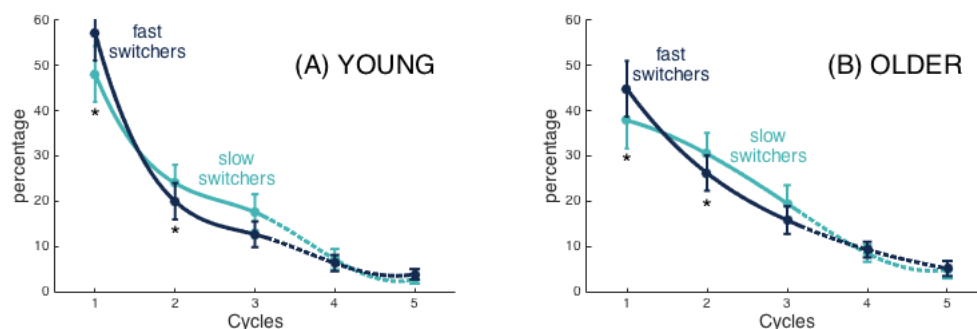 60
50
40
30
20
10
0
percentage
fast
switchers
(A) YOUNG
*
slow
switchers
*
1 2 3 4 5
Cycles
60
50
40
30
20
10
0
percentage
fast
switchers
(B) OLDER
*
slow
switchers
*
1 2 3 4 5
Cycles